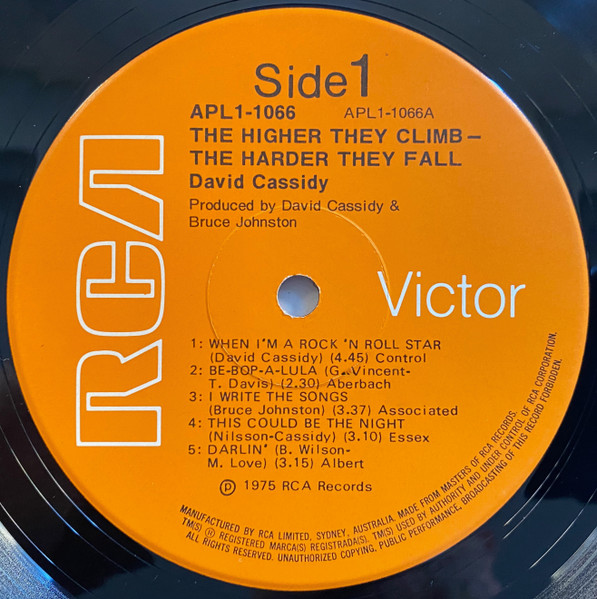 Side 1
APL1-1066 APL1-1066A
THE HIGHER THEY CLIMB—
THE HARDER THEY FALL
David Cassidy
Produced by David Cassidy &
Bruce Johnston
RCA
Victor
1: WHEN I'M A ROCK 'N ROLL STAR
(David Cassidy) (4.45) Control
2: BE-BOP-A-LULA (G. Vincent-
T. Davis) (2.30) Aberbach
3: I WRITE THE SONGS
(Bruce Johnston) (3.37) Associated
4: THIS COULD BE THE NIGHT
(Nilsson-Cassidy) (3.10) Essex
5: DARLIN' (B. Wilson-
M. Love) (3.15) Albert
℗ 1975 RCA Records
MANUFACTURED BY RCA LIMITED, SYDNEY, AUSTRALIA. MADE FROM MASTERS OF RCA RECORDS.
TM(S) ® REGISTERED MARCA(S) REGISTRADA(S). TM(S) USED BY AUTHORITY AND UNDER CONTROL OF RCA CORPORATION.
ALL RIGHTS RESERVED. UNAUTHORIZED COPYING, PUBLIC PERFORMANCE, BROADCASTING OF THIS RECORD FORBIDDEN.